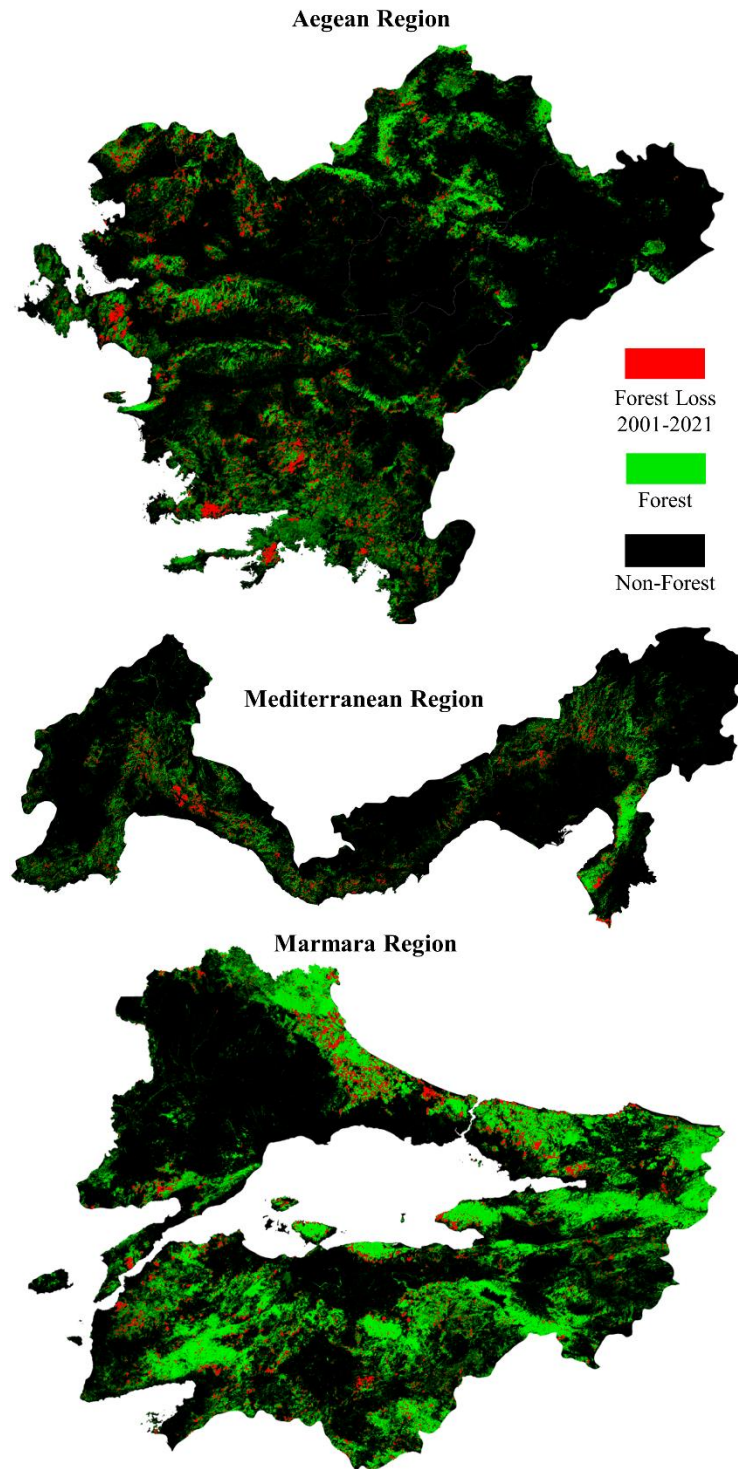 Aegean Region
Forest Loss
2001-2021
Forest
Non-Forest
Mediterranean Region
Marmara Region